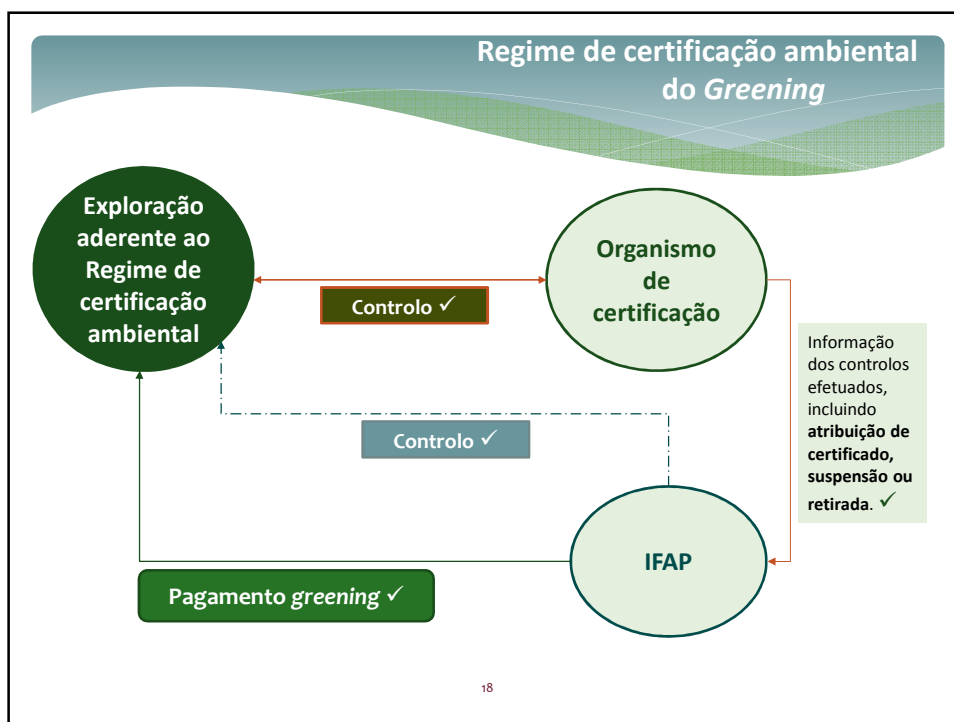 Regime de certificação ambiental
do Greening
Exploração
aderente ao
Regime de
certificação
ambiental
Organismo
de
certificação
Controlo ✓
Informação
dos controlos
efetuados,
incluindo
atribuição de
certificado,
suspensão ou
retirada. ✓
Controlo ✓
IFAP
Pagamento greening ✓
18